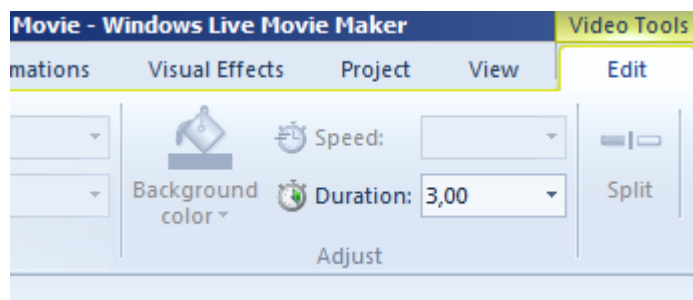 Movie - Windows Live Movie Maker
Video Tools
mations Visual Effects Project View Edit
Speed:
Background color
Duration: 3,00
Split
Adjust